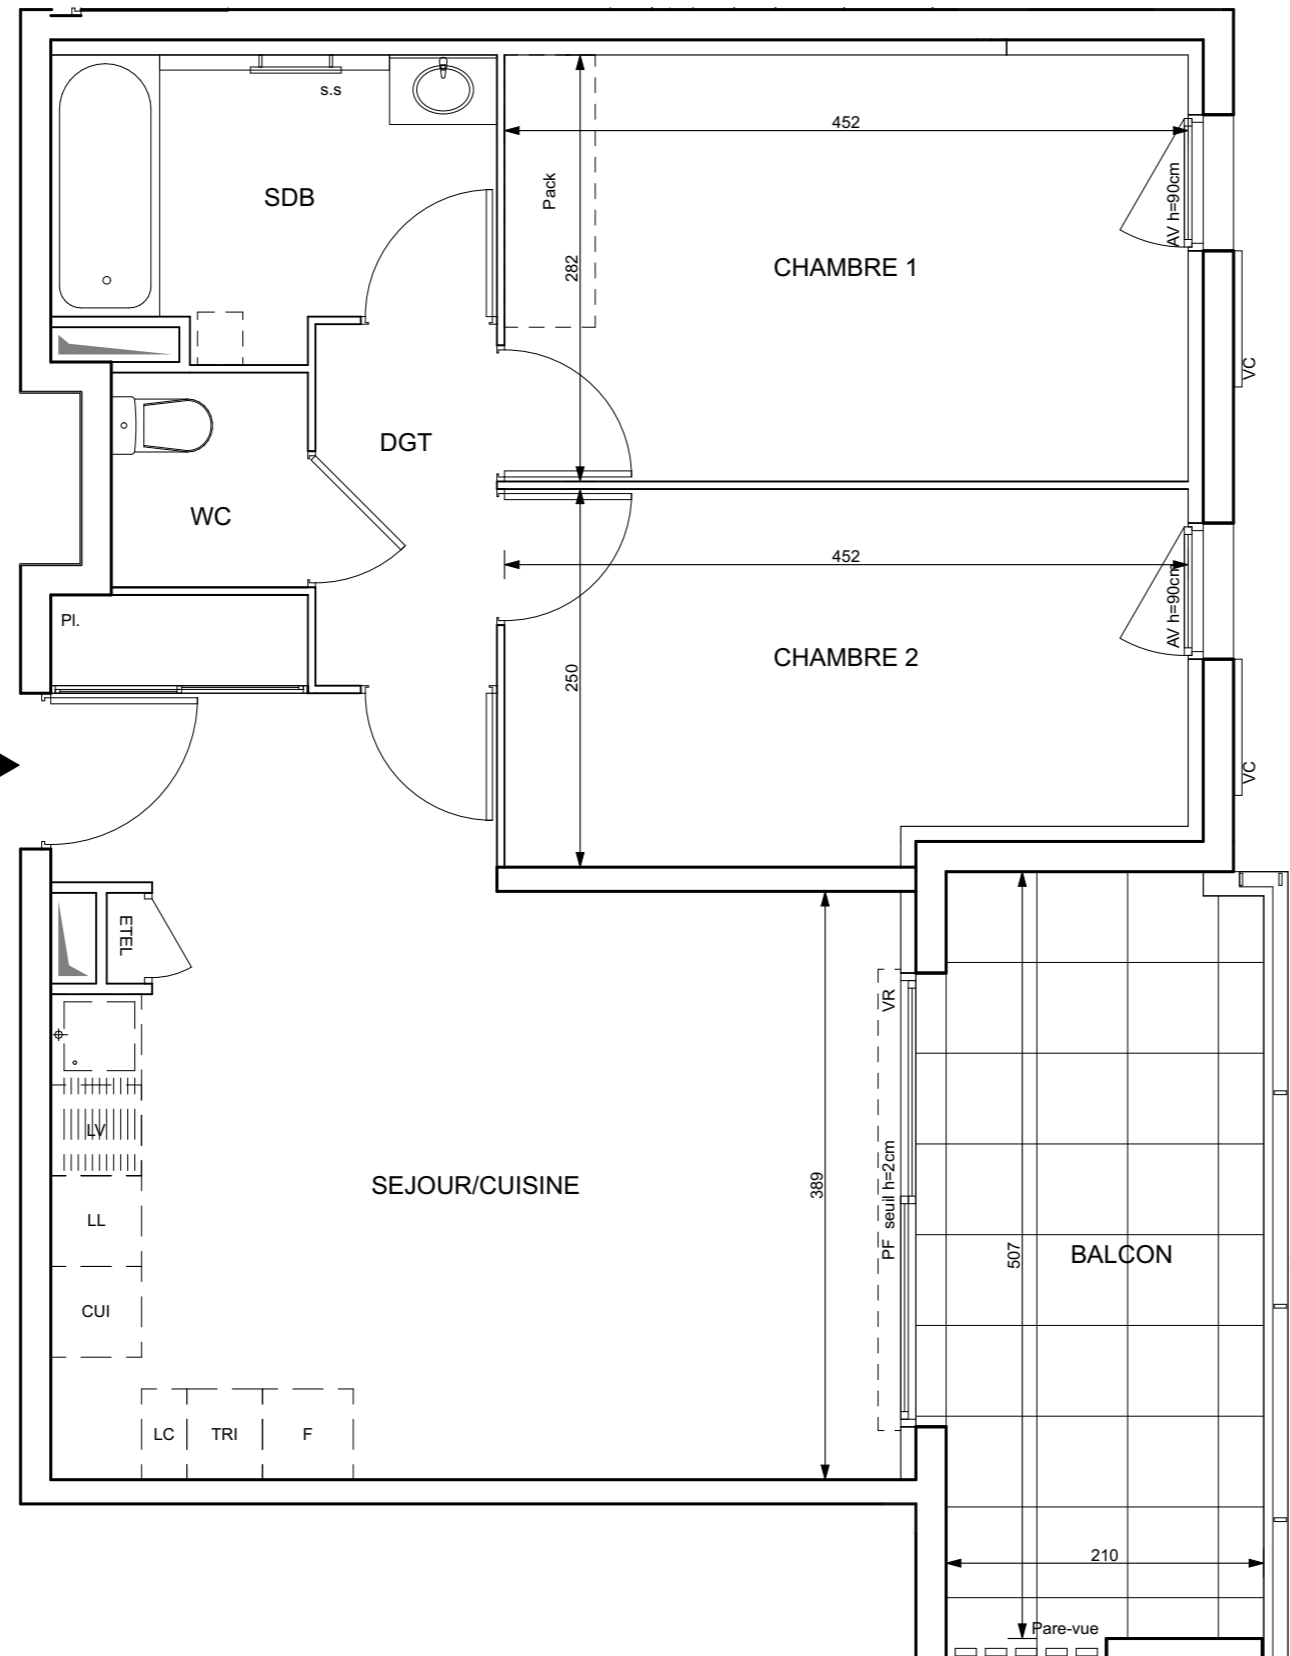 s.s
452
SDB
Pack
AV h=90cm
282
CHAMBRE 1
VC
DGT
WC
452
AV h=90cm
Pl.
CHAMBRE 2
250
VC
ETEL
VR
LV
PF seuil h=2cm
SEJOUR/CUISINE
389
LL
507
BALCON
CUI
LC
TRI
F
210
Pare-vue